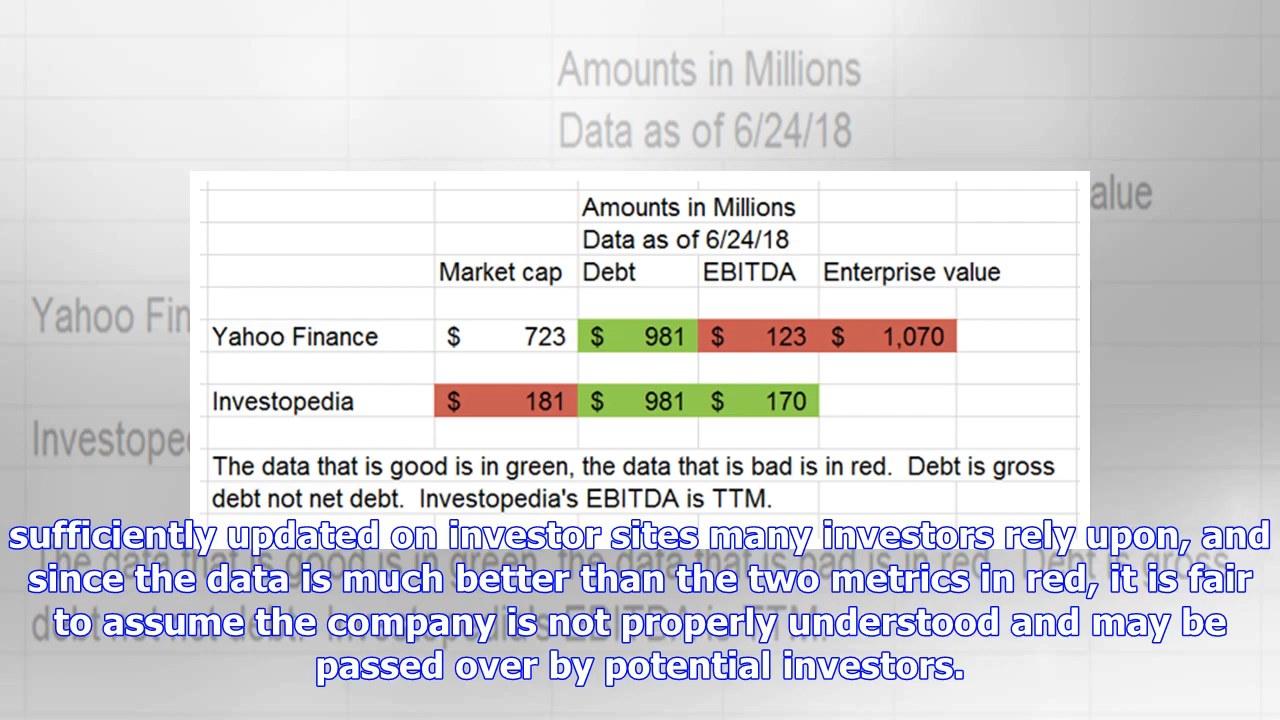 Amounts in Millions
Data as of 6/24/18
alue
Amounts in Millions
Data as of 6/24/18
Market cap Debt EBITDA Enterprise value
Yahoo Fin
Yahoo Finance $ 723 $ 981 $ 123 $ 1,070
Investopedia $ 181 $ 981 $ 170
Investope
The data that is good is in green, the data that is bad is in red. Debt is gross
debt not net debt. Investopedia's EBITDA is TTM.
sufficiently updated on investor sites many investors rely upon, and
since the data is much better than the two metrics in red, it is fair
to assume the company is not properly understood and may be
passed over by potential investors.